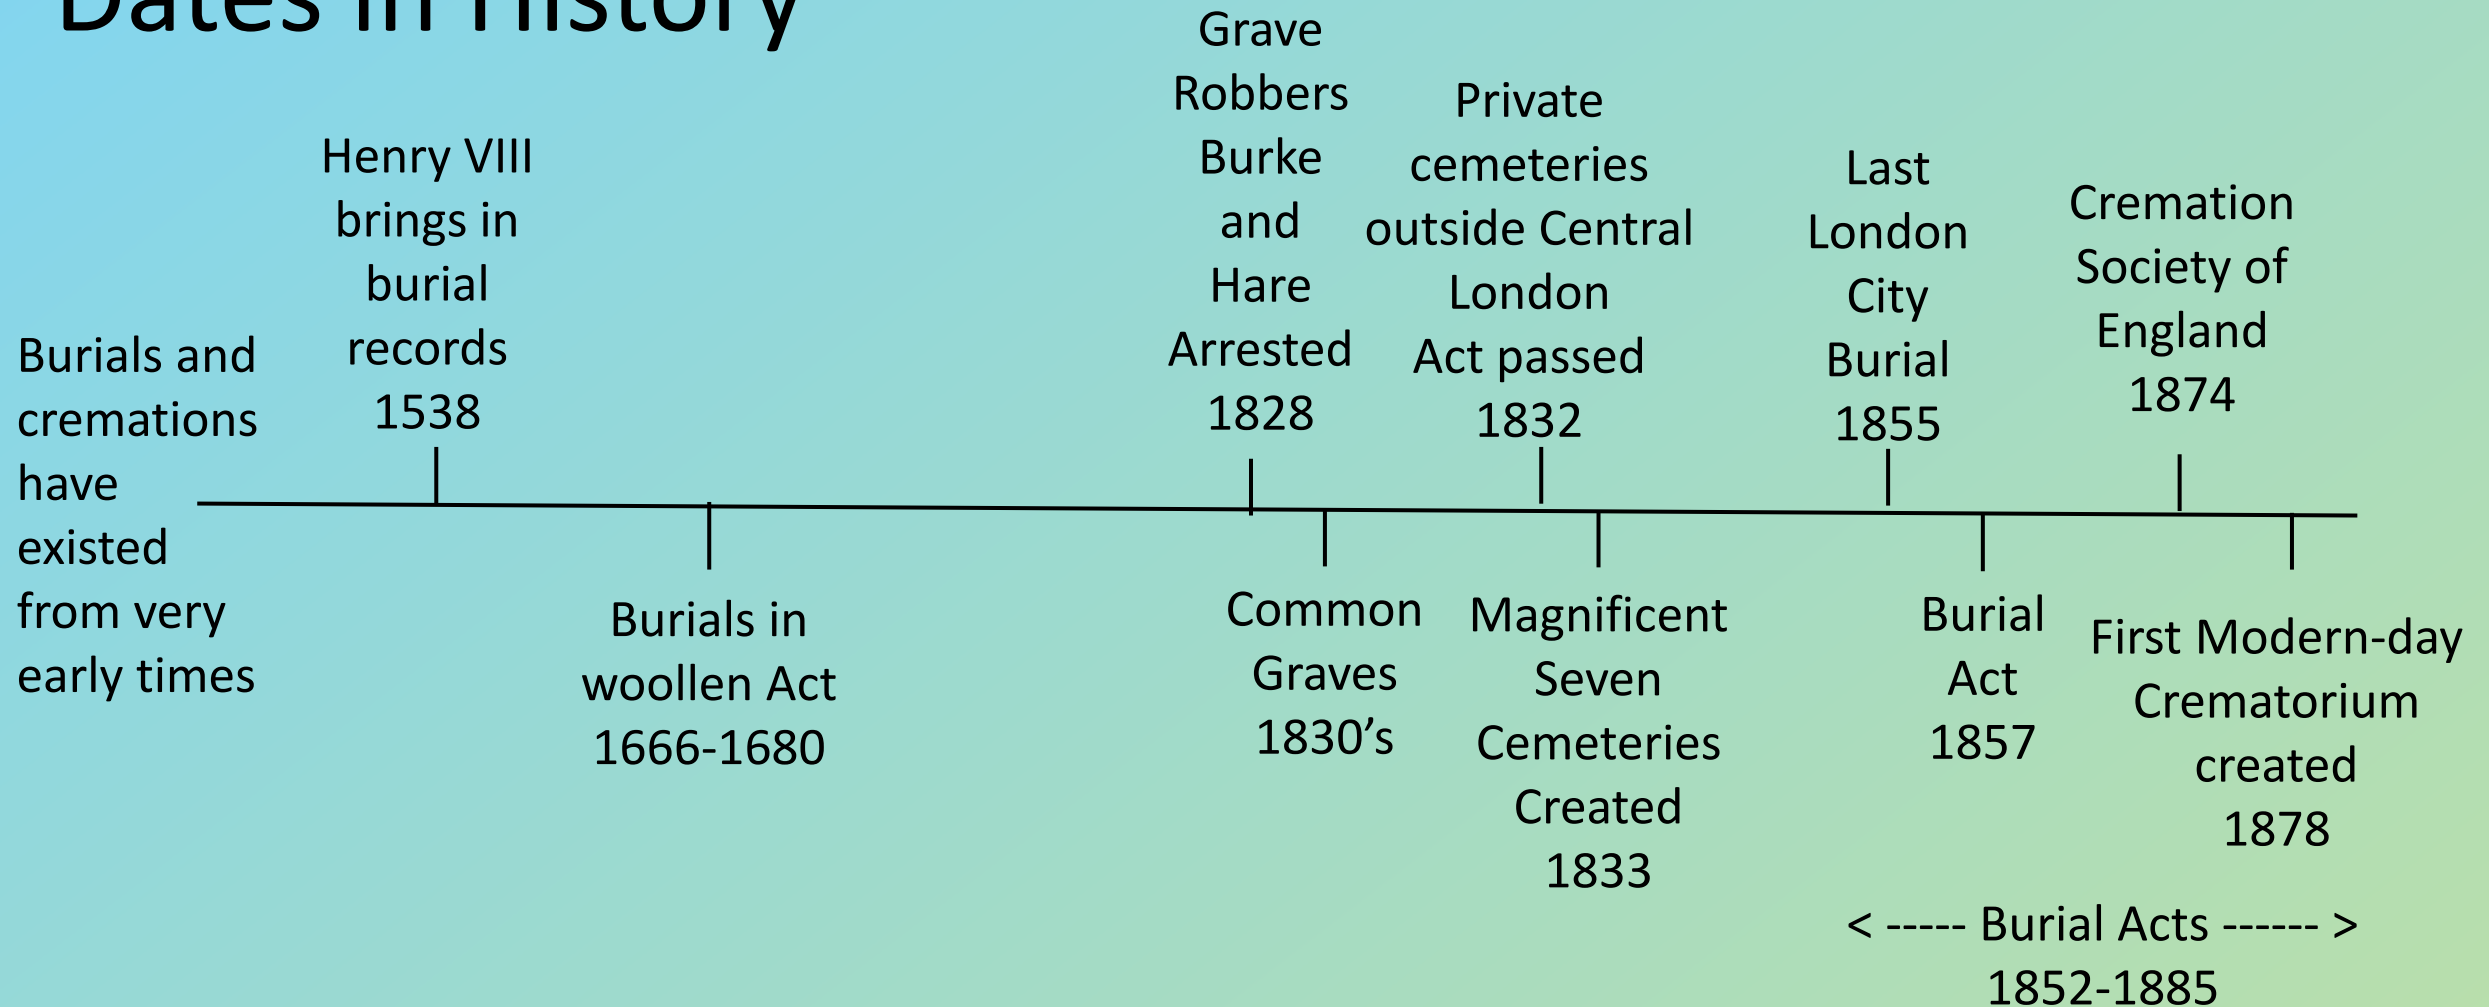 Dates in History
Burials and
cremations
have
existed
from very
early times
Henry VIII
brings in
burial
records
1538
Burials in
woollen Act
1666-1680
Grave
Robbers
Burke
and
Hare
Arrested
1828
Common
Graves
1830’s
Private
cemeteries
outside Central
London
Act passed
1832
Magnificent
Seven
Cemeteries
Created
1833
Last
London
City
Burial
1855
Burial
Act
1857
Cremation
Society of
England
1874
First Modern-day
Crematorium
created
1878
< ----- Burial Acts ------ >
1852-1885